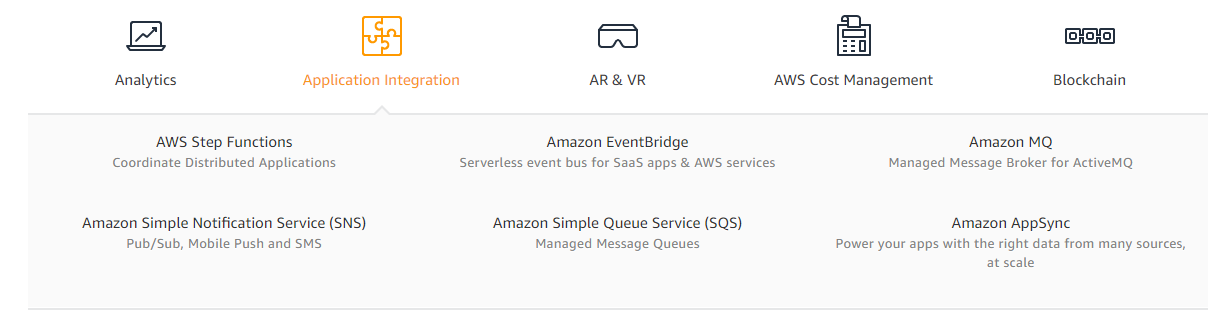 Analytics
Application Integration
AR & VR
AWS Cost Management
Blockchain
AWS Step Functions
Coordinate Distributed Applications
Amazon EventBridge
Serverless event bus for SaaS apps & AWS services
Amazon MQ
Managed Message Broker for ActiveMQ
Amazon Simple Notification Service (SNS)
Pub/Sub, Mobile Push and SMS
Amazon Simple Queue Service (SQS)
Managed Message Queues
Amazon AppSync
Power your apps with the right data from many sources,
at scale